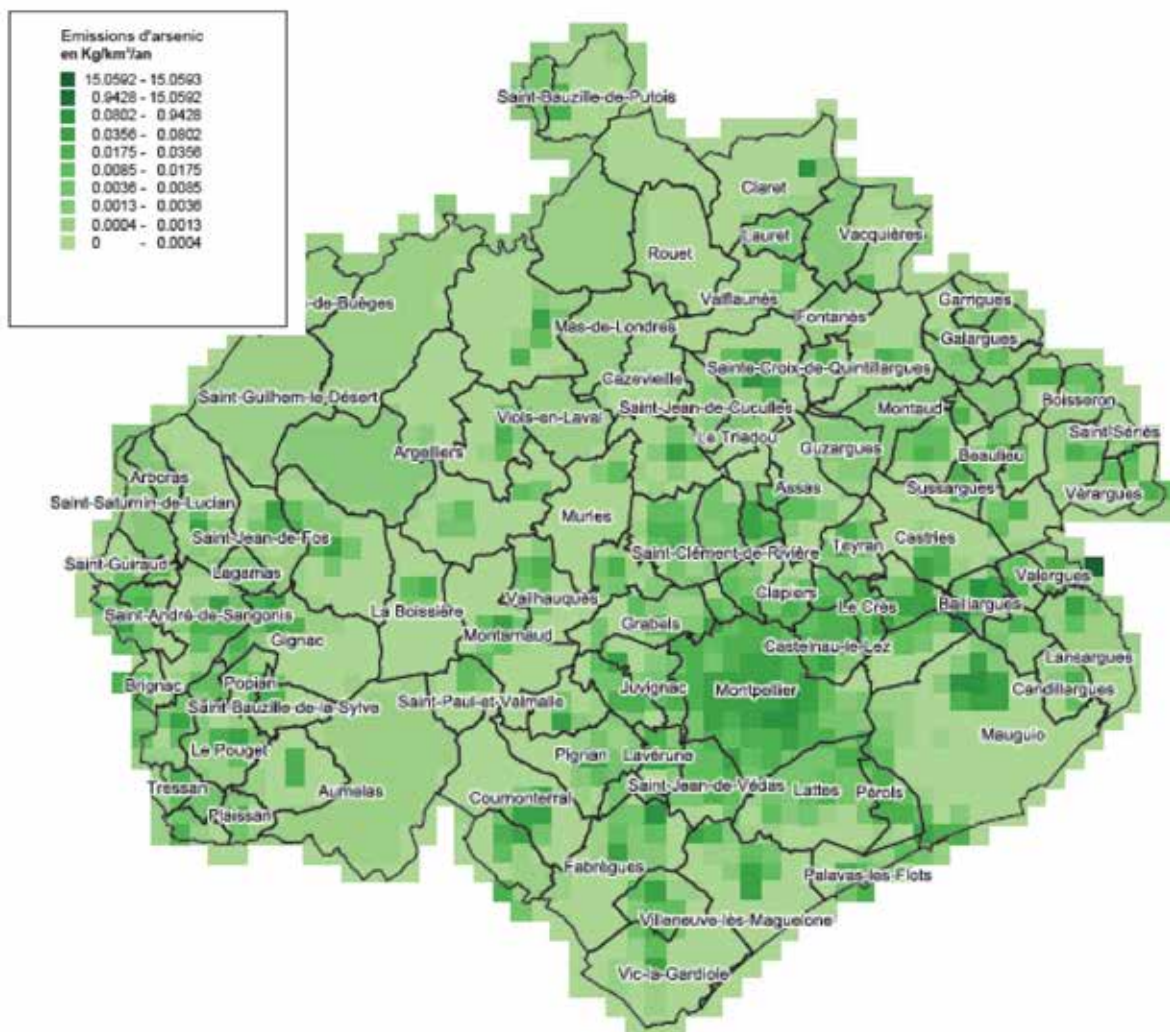 Emissions d'arsenic
en Kg/km²/an
15.0592 - 15.0593
0.9428 - 15.0592
0.0802 - 0.9428
0.0356 - 0.0802
0.0175 - 0.0356
0.0085 - 0.0175
0.0036 - 0.0085
0.0013 - 0.0036
0.0004 - 0.0013
0 - 0.0004
Saint-Bauzille-de-Putois
Claret
Lauret
Vacquières
Rouet
-de-Buèges
Valflaunès
Garrigues
Fontanès
Mas-de-Londres
Galargues
Sainte-Croix-de-Quintillargues
Cazevieille
Boisseron
Saint-Guilhem-le-Désert
Saint-Jean-de-Cuculles
Montaud
Viols-en-Laval
Saint-Sériès
Le Triadou
Argelliers
Guzargues
Beaulieu
Arboras
Assas
Sussargues
Vérargues
Saint-Saturnin-de-Lucian
Murles
Saint-Jean-de-Fos
Castries
Teyran
Saint-Clément-de-Rivière
Saint-Guiraud
Lagamas
Valergues
Clapiers
Vailhauquès
Baillargues
Le Crès
La Boissière
Saint-André-de-Sangonis
Grabels
Montarnaud
Gignac
Castelnau-le-Lez
Lansargues
Brignac
Popian
Juvignac
Montpellier
Candillargues
Saint-Paul-et-Valmalle
Saint-Bauzille-de-la-Sylve
Mauguio
Le Pouget
Pignan
Lavérune
Saint-Jean-de-Védas
Tressan
Aumelas
Lattes
Pérols
Cournonterral
Plaissan
Fabrègues
Palavas-les-Flots
Villeneuve-lès-Maguelone
Vic-la-Gardiole